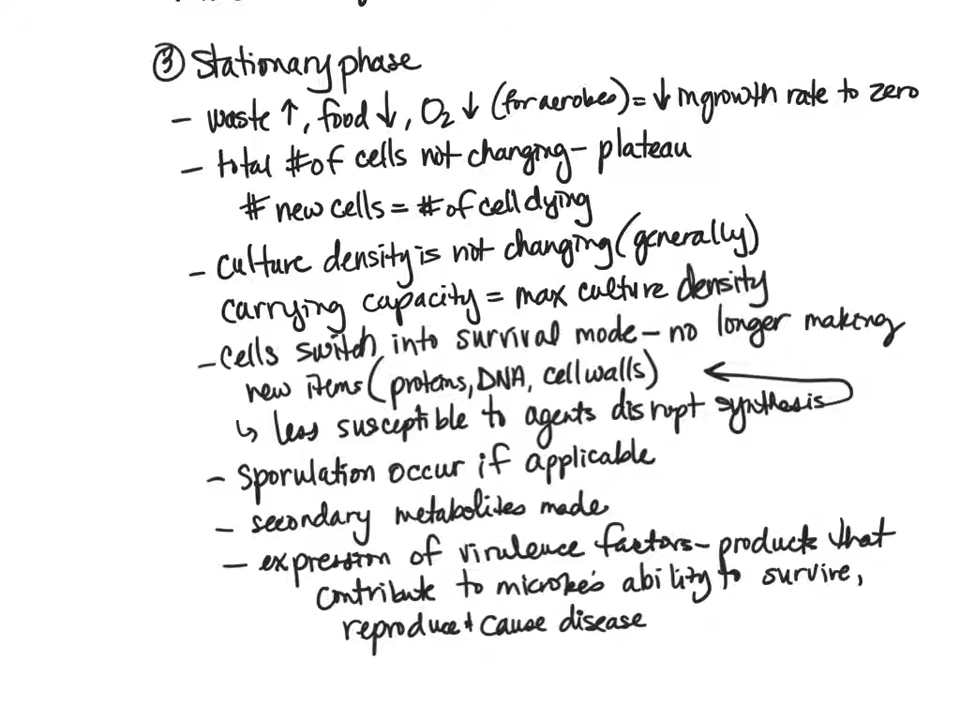 ③ Stationary phase
- waste ↑, food ↓, O2 ↓ (for aerobes) = ↓ in growth rate to zero
- total # of cells not changing - plateau
# new cells = # of cell dying
- culture density is not changing (generally)
carrying capacity = max culture density
- cells switch into survival mode - no longer making
new items (proteins, DNA, cell walls)
↳ less susceptible to agents disrupt synthesis
- sporulation occur if applicable
- secondary metabolites made
- expression of virulence factors - products that
contribute to microbe's ability to survive,
reproduce + cause disease